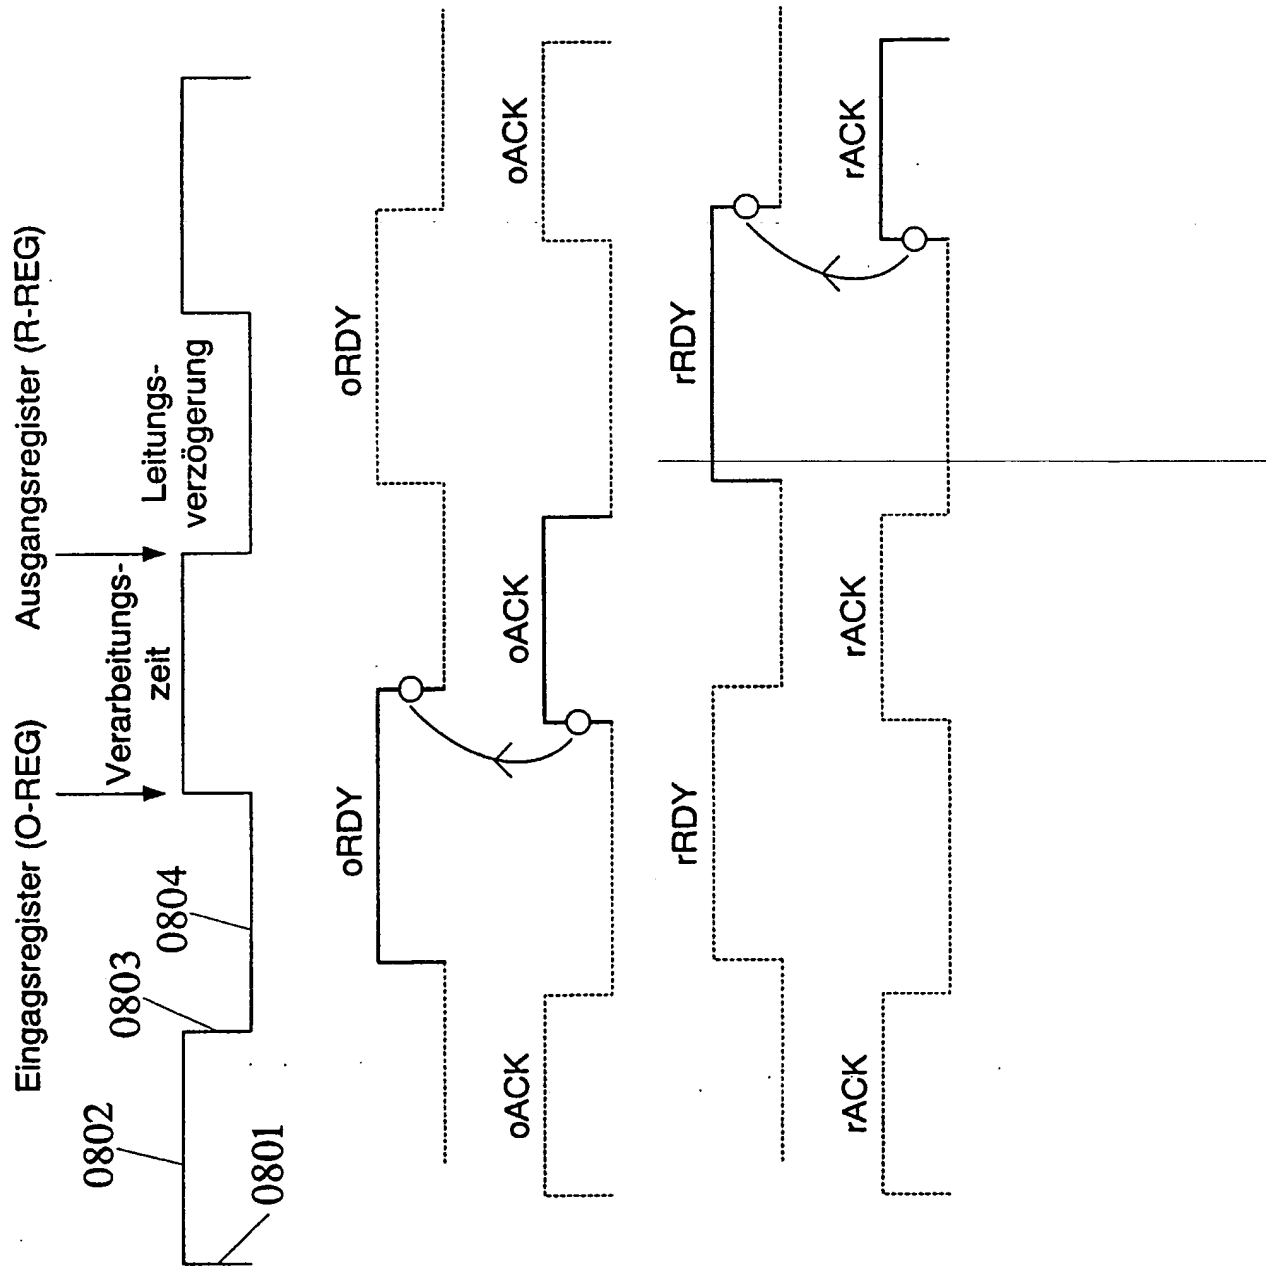 Eingagsregister (O-REG)
Ausgangsregister (R-REG)
Verarbeitungs-
zeit
Leitungs-
verzögerung
0802
0803
0804
0801
oRDY
oRDY
oACK
oACK
oACK
rRDY
rRDY
rACK
rACK
rACK